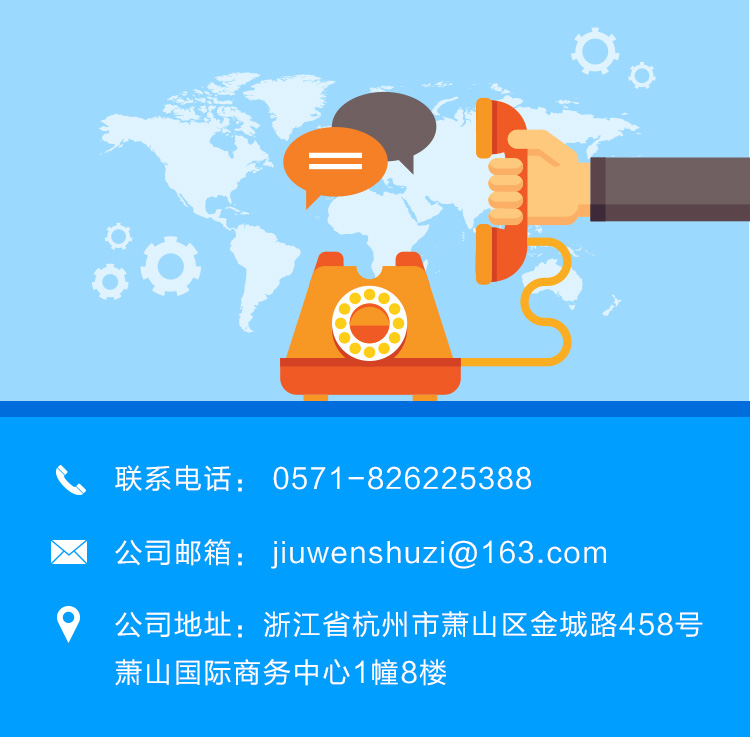 联系电话： 0571-826225388
公司邮箱： jiuwenshuzi@163.com
公司地址：浙江省杭州市萧山区金城路458号
萧山国际商务中心1幢8楼